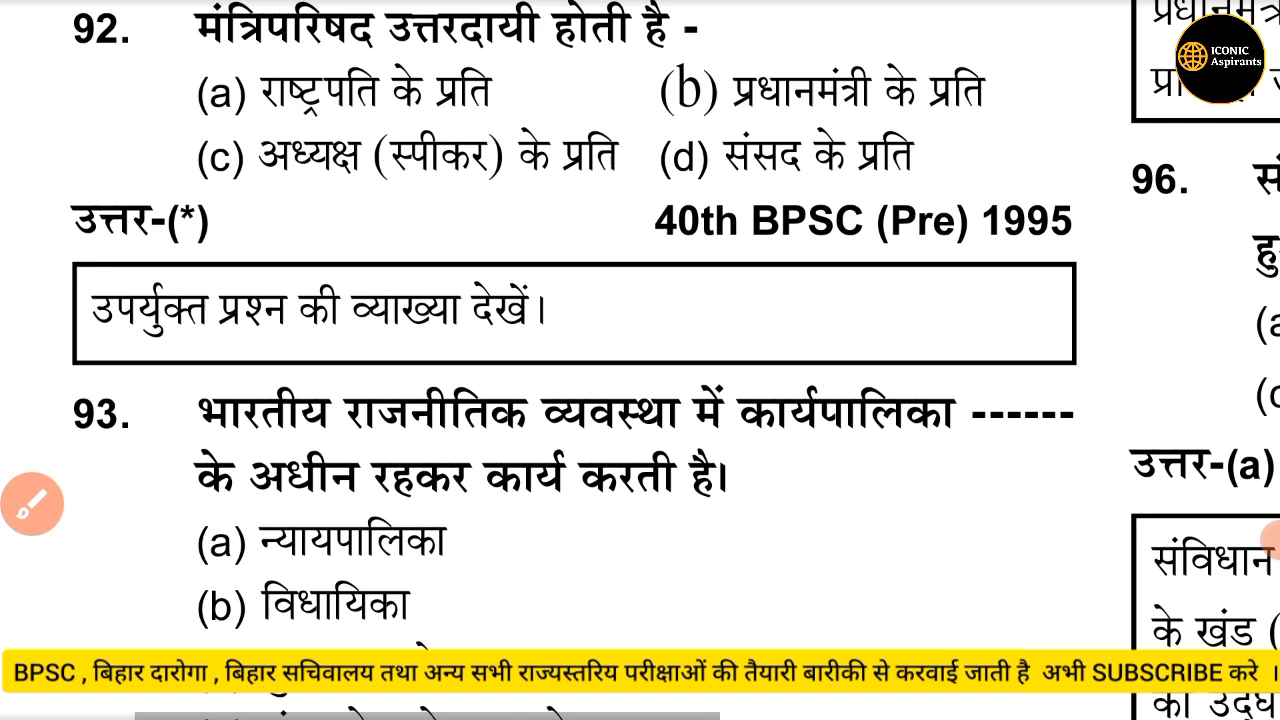 92. मंत्रिपरिषद उत्तरदायी होती है -
(a) राष्ट्रपति के प्रति (b) प्रधानमंत्री के प्रति
(c) अध्यक्ष (स्पीकर) के प्रति (d) संसद के प्रति
उत्तर-(*) 40th BPSC (Pre) 1995
उपर्युक्त प्रश्न की व्याख्या देखें।
93. भारतीय राजनीतिक व्यवस्था में कार्यपालिका ------
के अधीन रहकर कार्य करती है।
(a) न्यायपालिका
(b) विधायिका
ICONIC
Aspirants
96.
उत्तर-(a)
संविधान
के खंड (
BPSC , बिहार दारोगा , बिहार सचिवालय तथा अन्य सभी राज्यस्तरिय परीक्षाओं की तैयारी बारीकी से करवाई जाती है अभी SUBSCRIBE करे ।